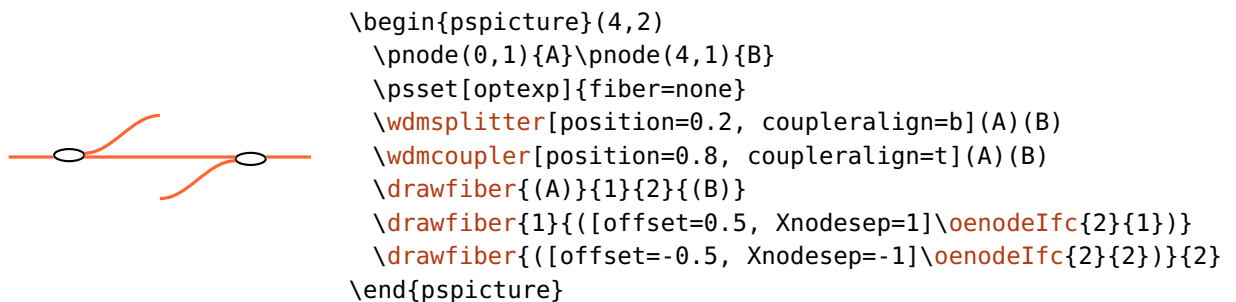 \begin{pspicture}(4,2)
\pnode(0,1){A}\pnode(4,1){B}
\psset[optexp]{fiber=none}
\wdmsplitter[position=0.2, coupleralign=b](A)(B)
\wdmcoupler[position=0.8, coupleralign=t](A)(B)
\drawfiber{(A)}{1}{2}{(B)}
\drawfiber{1}{([offset=0.5, Xnodesep=1]\oenodeIfc{2}{1})}
\drawfiber{([offset=-0.5, Xnodesep=-1]\oenodeIfc{2}{2})}{2}
\end{pspicture}